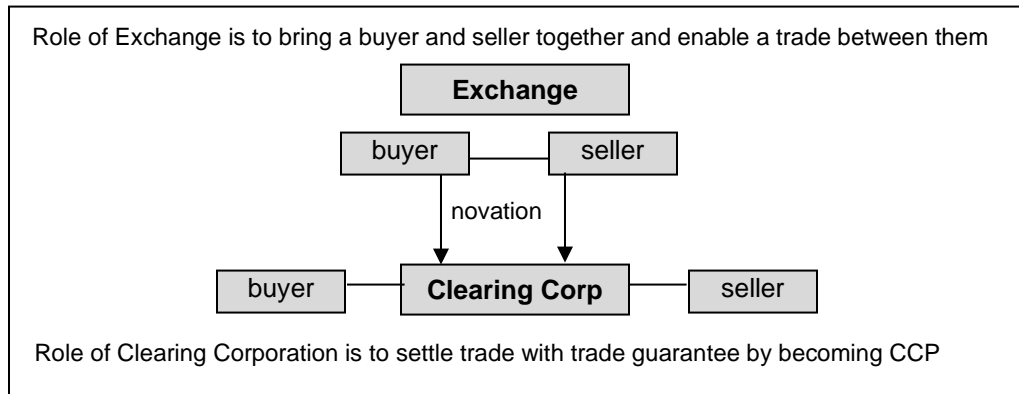 Role of Exchange is to bring a buyer and seller together and enable a trade between them
Exchange
buyer seller
novation
buyer Clearing Corp seller
Role of Clearing Corporation is to settle trade with trade guarantee by becoming CCP